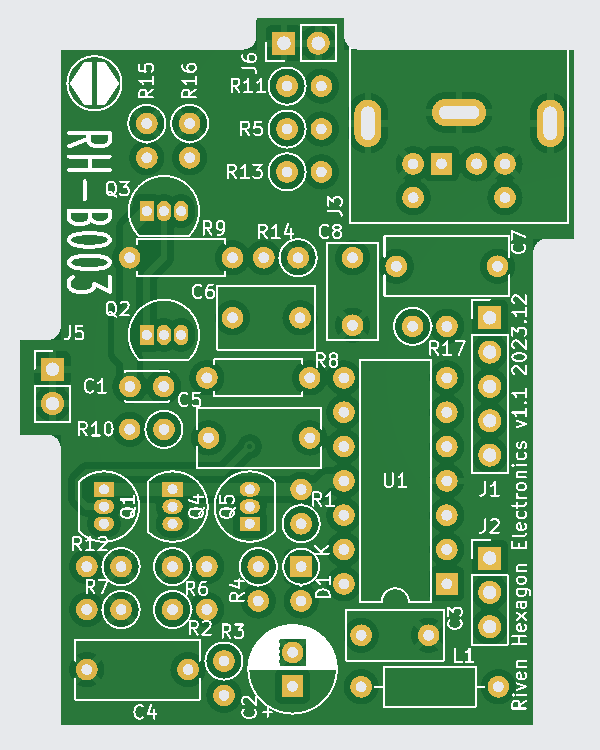 J6
R15
R16
R11
R5
R13
RH-B003
Q3
J3
R9
R14
C8
C7
C6
Q2
J5
R8
R17
C1
C5
R10
U1
J1
Q1
Q4
Q5
R1
J2
R12
R7
R6
R4
D1
K
R2
R3
C3
L1
C4
C2
+
Riven Hexagon Electronics v1.1 2023.12